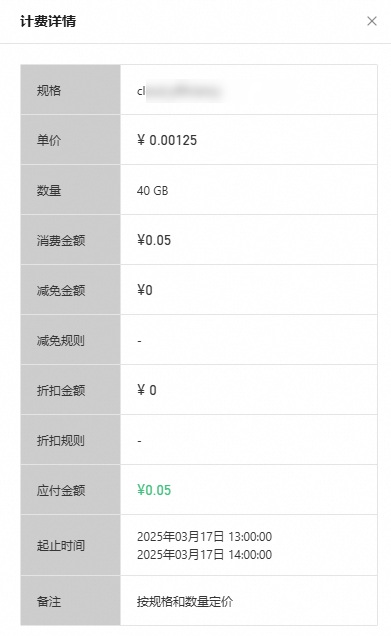 计费详情
规格
cl
单价
¥ 0.00125
数量
40 GB
消费金额
¥0.05
减免金额
¥0
减免规则
-
折扣金额
¥ 0
折扣规则
-
应付金额
¥0.05
起止时间
2025年03月17日 13:00:00
2025年03月17日 14:00:00
备注
按规格和数量定价